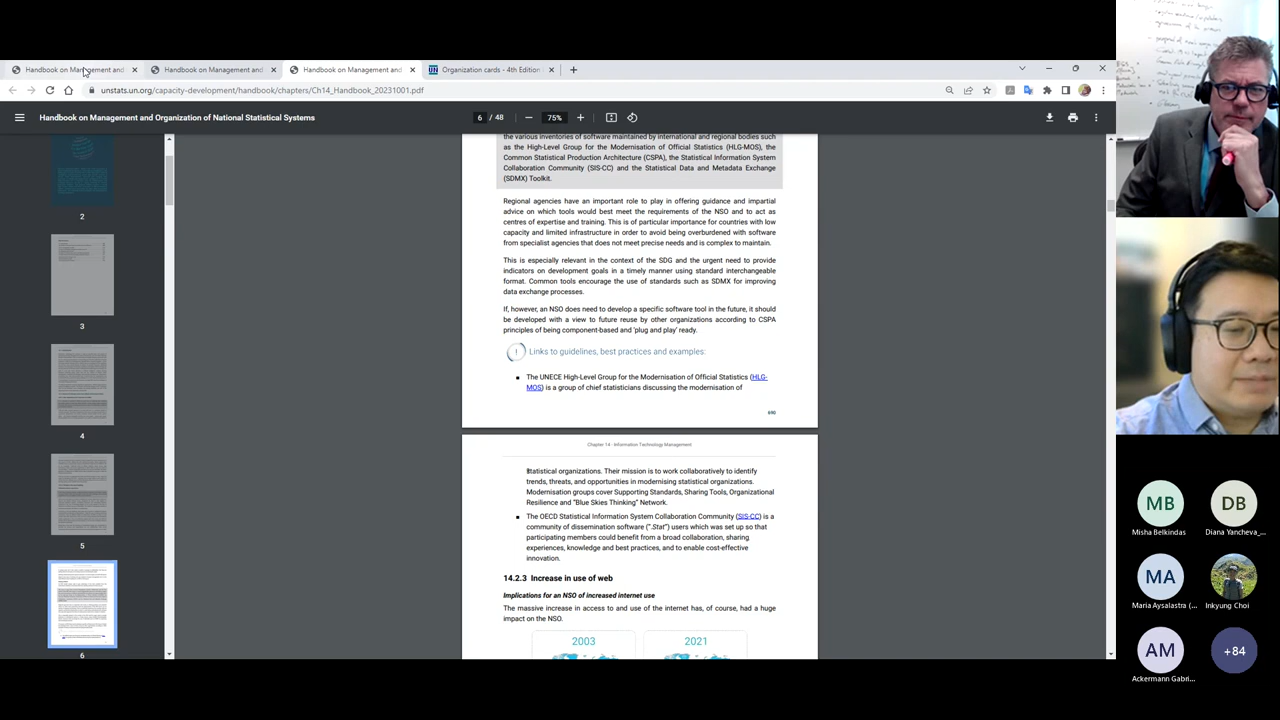 Handbook on Management and
Handbook on Management and
Handbook on Management and
Organization cards - 4th Edition
unstats.un.org/capacity-development/handbook/chapters/Ch14_Handbook_20231001.pdf
Handbook on Management and Organization of National Statistical Systems
6 / 48
75%
2
3
4
5
6
the various inventories of software maintained by international and regional bodies such
as the High-Level Group for the Modernisation of Official Statistics (HLG-MOS), the
Common Statistical Production Architecture (CSPA), the Statistical Information System
Collaboration Community (SIS-CC) and the Statistical Data and Metadata Exchange
(SDMX) Toolkit.
Regional agencies have an important role to play in offering guidance and impartial
advice on which tools would best meet the requirements of the NSO and to act as
centres of expertise and training. This is of particular importance for countries with low
capacity and limited infrastructure in order to avoid being overburdened with software
from specialist agencies that does not meet precise needs and is complex to maintain.
This is especially relevant in the context of the SDG and the urgent need to provide
indicators on development goals in a timely manner using standard interchangeable
format. Common tools encourage the use of standards such as SDMX for improving
data exchange processes.
If, however, an NSO does need to develop a specific software tool in the future, it should
be developed with a view to future reuse by other organizations according to CSPA
principles of being component-based and 'plug and play' ready.
! Links to guidelines, best practices and examples:
▪ The UNECE High-Level Group for the Modernisation of Official Statistics (HLG-
MOS) is a group of chief statisticians discussing the modernisation of
690
Chapter 14 - Information Technology Management
Statistical organizations. Their mission is to work collaboratively to identify
trends, threats, and opportunities in modernising statistical organizations.
Modernisation groups cover Supporting Standards, Sharing Tools, Organizational
Resilience and "Blue Skies Thinking" Network.
▪ The OECD Statistical Information System Collaboration Community (SIS-CC) is a
community of dissemination software (".Stat") users which was set up so that
participating members could benefit from a broad collaboration, sharing
experiences, knowledge and best practices, and to enable cost-effective
innovation.
14.2.3 Increase in use of web
Implications for an NSO of increased internet use
The massive increase in access to and use of the internet has, of course, had a huge
impact on the NSO.
2003
2021
MB
Misha Belkindas
DB
Diana Yancheva_...
MA
Maria Aysalastra (...
Inkyung Choi
AM
Ackermann Gabri...
+84